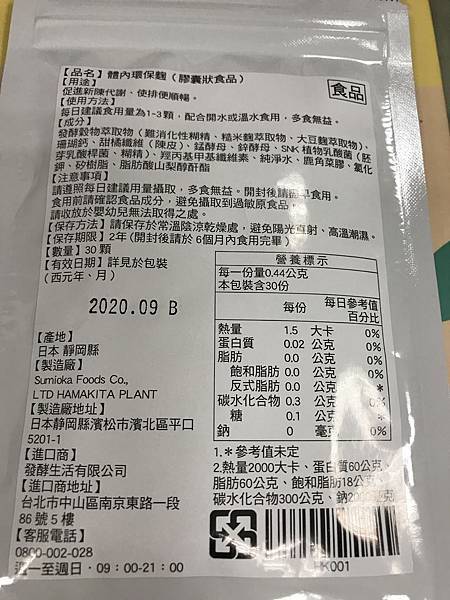 【品名】體內環保麴（膠囊狀食品）
食品
【用途】
促進新陳代謝、使排便順暢。
【使用方法】
每日建議食用量為1-3顆，配合開水或溫水食用，多食無益。
【成分】
發酵穀物萃取物（難消化性糊精、糙米麴萃取物、大豆麴萃取物）、
珊瑚鈣、甜橘纖維（陳皮）、錳酵母、鋅酵母、SNK 植物乳酸菌（胚
芽乳酸桿菌、糊精）、羥丙基甲基纖維素、純淨水、鹿角菜膠、氯化
鉀、矽樹脂、脂肪酸山梨醇酐酯
【注意事項】
請遵照每日建議用量攝取，多食無益。開封後請盡早食用。
食用前請確認食品成分，避免攝取到過敏原食品。
請收放於嬰幼兒無法取得之處。
【保存方法】請保存於常溫陰涼乾燥處，避免陽光直射、高溫潮濕。
【保存期限】2年（開封後請於 6個月內食用完畢）
【數量】30 顆
【有效日期】詳見於包裝
（西元年、月）
2020.09 B
【產地】
日本 靜岡縣
【製造廠】
Sumioka Foods Co.,
LTD HAMAKITA PLANT
【製造廠地址】
日本靜岡縣濱松市濱北區平口
5201-1
【進口商】
發酵生活有限公司
【進口商地址】
台北市中山區南京東路一段
86 號 5 樓
【客服電話】
0800-002-028
週一至週日・09：00-21：00
營養標示
每一份量0.44公克
本包裝含30份
每份 每日參考值
百分比
熱量 1.5 大卡 0%
蛋白質 0.02 公克 0%
脂肪 0.0 公克 0%
飽和脂肪 0.0 公克 0%
反式脂肪 0.0 公克 *
碳水化合物 0.3 公克 0%
糖 0.1 公克 *
鈉 0 毫克 0%
1.＊參考值未定
2.熱量2000大卡、蛋白質60公克、
脂肪60公克、飽和脂肪18公克、
碳水化合物300公克、鈉2000
HK001